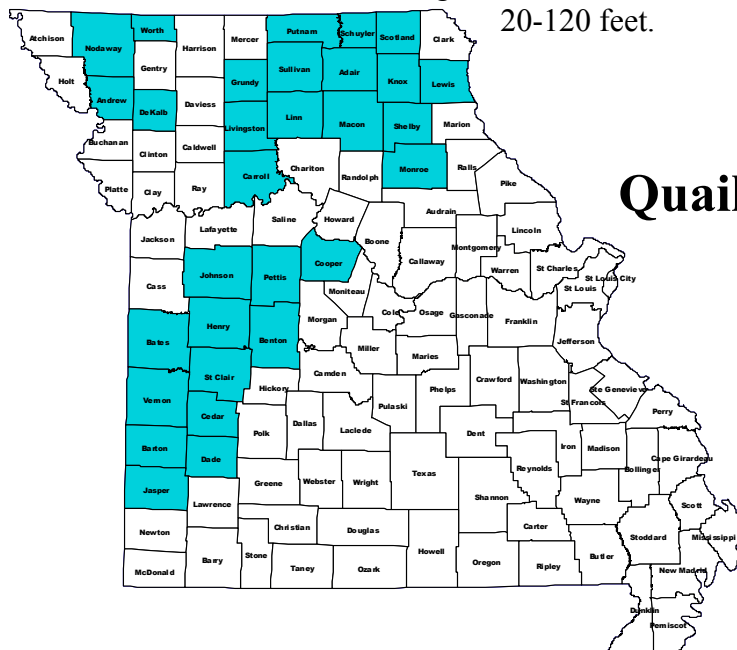 20-120 feet.
Quail
Atchison
Nodaway
Worth
Harrison
Mercer
Putnam
Schuyler
Scotland
Clark
Holt
Gentry
Grundy
Sullivan
Adair
Knox
Lewis
Andrew
DeKalb
Daviess
Livingston
Linn
Macon
Shelby
Marion
Buchanan
Clinton
Caldwell
Chariton
Randolph
Monroe
Ralls
Pike
Platte
Clay
Ray
Carroll
Saline
Howard
Audrain
Lincoln
Jackson
Lafayette
Boone
Callaway
Montgomery
Warren
St Charles
St Louis City
St Louis
Cass
Johnson
Pettis
Cooper
Moniteau
Cole
Osage
Gasconade
Franklin
Jefferson
Bates
Henry
Benton
Morgan
Miller
Maries
Vernon
St Clair
Hickory
Camden
Pulaski
Phelps
Crawford
Washington
St Francois
Ste Genevieve
Perry
Barton
Cedar
Polk
Dallas
Laclede
Dent
Iron
Madison
Bollinger
Cape Girardeau
Jasper
Dade
Greene
Webster
Wright
Texas
Reynolds
Shannon
Wayne
Scott
Newton
Lawrence
Christian
Douglas
Howell
Carter
Butler
Stoddard
Mississippi
McDonald
Barry
Stone
Taney
Ozark
Oregon
Ripley
New Madrid
Dunklin
Pemiscot